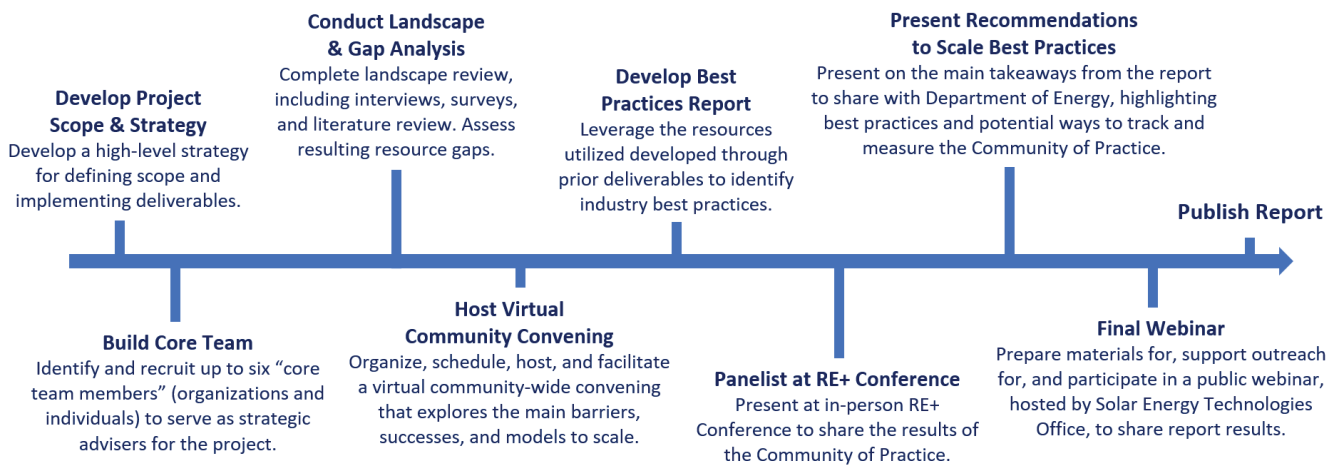 Develop Project
Scope & Strategy
Develop a high-level strategy
for defining scope and
implementing deliverables.
Build Core Team
Identify and recruit up to six “core
team members” (organizations and
individuals) to serve as strategic
advisers for the project.
Conduct Landscape
& Gap Analysis
Complete landscape review,
including interviews, surveys,
and literature review. Assess
resulting resource gaps.
Host Virtual
Community Convening
Organize, schedule, host, and facilitate
a virtual community-wide convening
that explores the main barriers,
successes, and models to scale.
Develop Best
Practices Report
Leverage the resources
utilized developed through
prior deliverables to identify
industry best practices.
Panelist at RE+ Conference
Present at in-person RE+
Conference to share the results of
the Community of Practice.
Present Recommendations
to Scale Best Practices
Present on the main takeaways from the report
to share with Department of Energy, highlighting
best practices and potential ways to track and
measure the Community of Practice.
Final Webinar
Prepare materials for, support outreach
for, and participate in a public webinar,
hosted by Solar Energy Technologies
Office, to share report results.
Publish Report